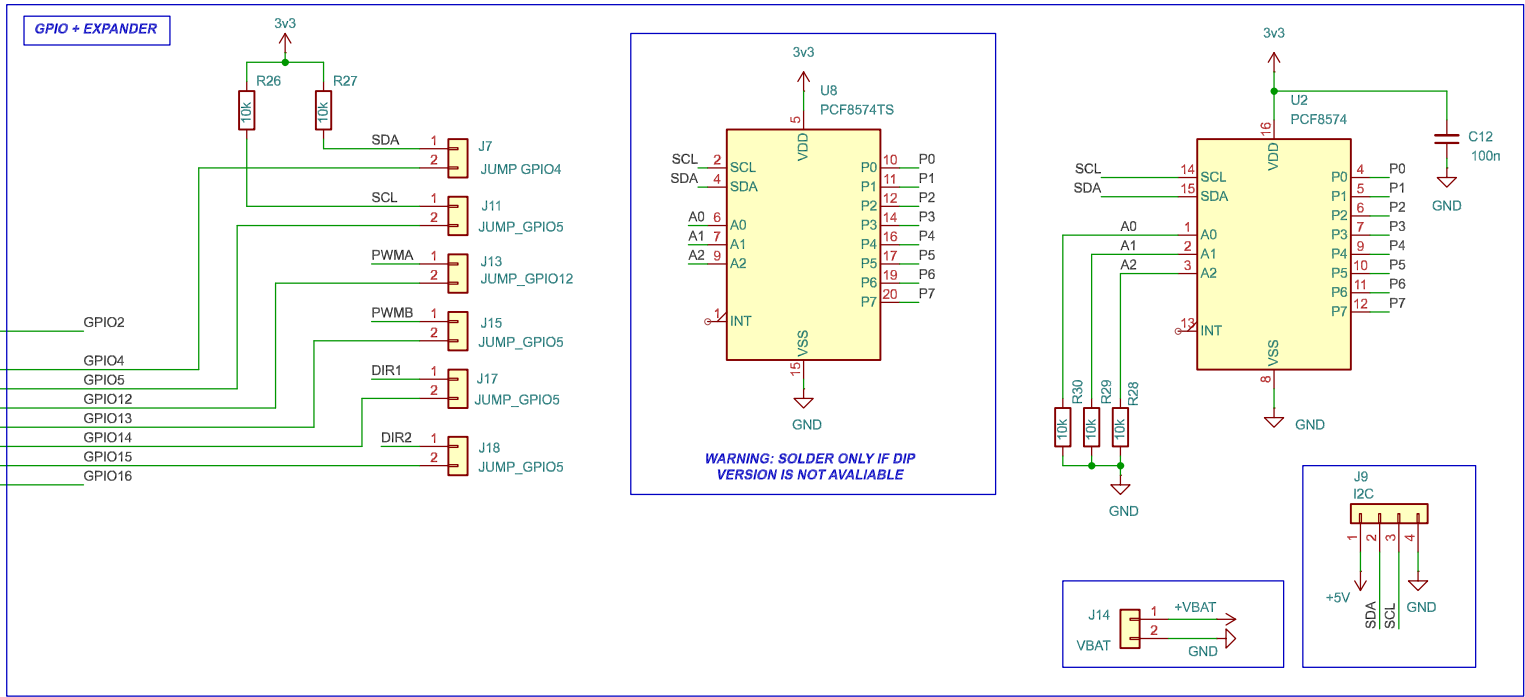 GPIO + EXPANDER
3v3
R26
R27
10k
10k
SDA
1
2
J7
JUMP GPIO4
SCL
1
2
J11
JUMP_GPIO5
PWMA
1
2
J13
JUMP_GPIO12
PWMB
1
2
J15
JUMP_GPIO5
DIR1
1
2
J17
JUMP_GPIO5
DIR2
1
2
J18
JUMP_GPIO5
GPIO2
GPIO4
GPIO5
GPIO12
GPIO13
GPIO14
GPIO15
GPIO16
3v3
U8
PCF8574TS
5
VDD
SCL 2 SCL
SDA 4 SDA
A0 6 A0
A1 7 A1
A2 9 A2
1 INT
P0 10 P0
P1 11 P1
P2 12 P2
P3 14 P3
P4 16 P4
P5 17 P5
P6 19 P6
P7 20 P7
VSS
15
GND
WARNING: SOLDER ONLY IF DIP
VERSION IS NOT AVALIABLE
3v3
U2
PCF8574
16
VDD
C12
100n
GND
SCL 14 SCL
SDA 15 SDA
A0 1 A0
A1 2 A1
A2 3 A2
13 INT
P0 4 P0
P1 5 P1
P2 6 P2
P3 7 P3
P4 9 P4
P5 10 P5
P6 11 P6
P7 12 P7
VSS
8
GND
R30
R29
R28
10k
10k
10k
GND
J9
I2C
1
2
3
4
+5V
SDA
SCL
GND
J14
VBAT
1
+VBAT
2
GND